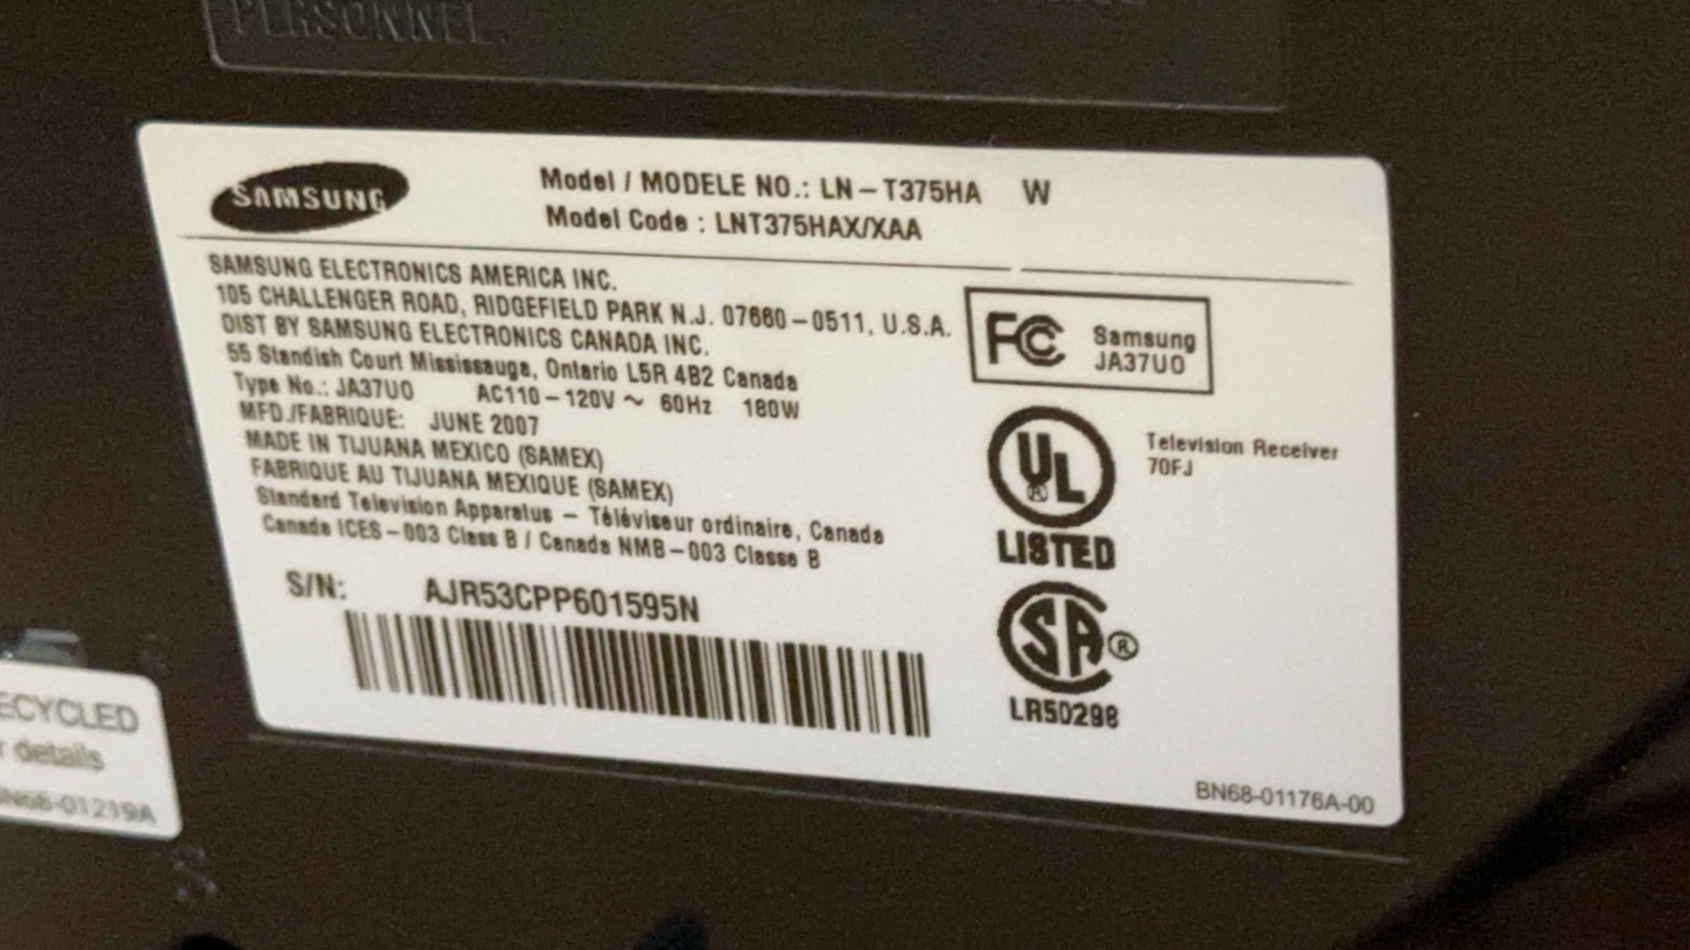 PERSONNEL.
SAMSUNG
Model / MODELE NO.: LN-T375HA W
Model Code : LNT375HAX/XAA
SAMSUNG ELECTRONICS AMERICA INC.
105 CHALLENGER ROAD, RIDGEFIELD PARK N.J. 07660-0511, U.S.A.
DIST BY SAMSUNG ELECTRONICS CANADA INC.
55 Standish Court Mississauga, Ontario L5R 4B2 Canada
Type No.: JA37UO AC110-120V ~ 60Hz 180W
MFD./FABRIQUE: JUNE 2007
MADE IN TIJUANA MEXICO (SAMEX)
FABRIQUE AU TIJUANA MEXIQUE (SAMEX)
Standard Television Apparatus - Téléviseur ordinaire, Canada
Canada ICES-003 Class B / Canada NMB-003 Classe B
S/N: AJR53CPP601595N
FC Samsung
JA37UO
UL ®
LISTED
Television Receiver
70FJ
SA ®
LR50298
BN68-01176A-00
ECYCLED
r details
BN68-01219A
S